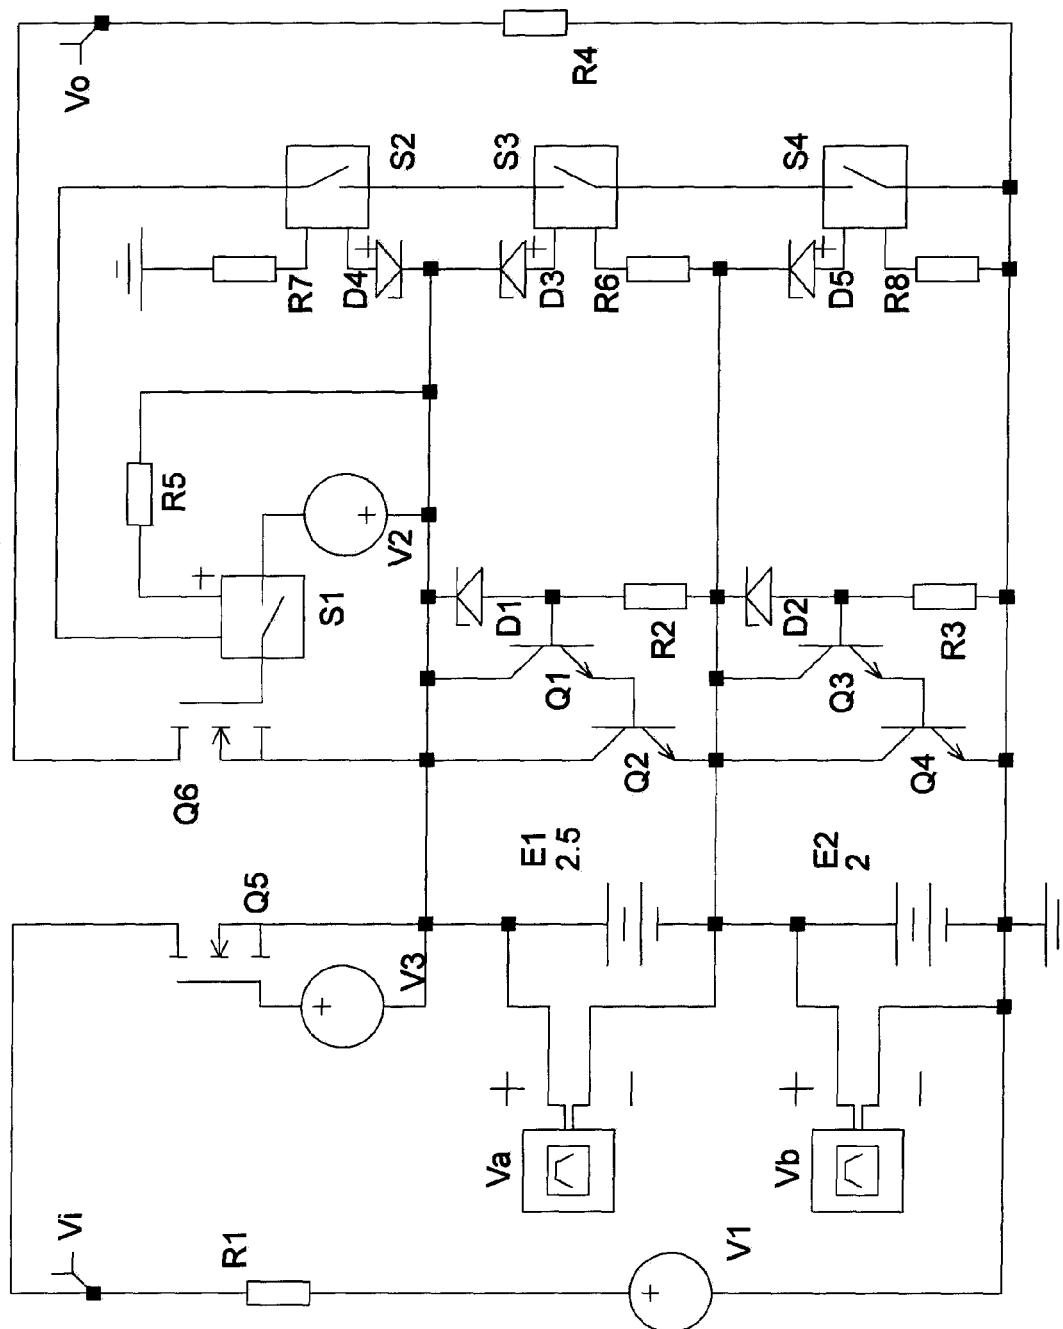 Vi
R1
V1
Va
+
−
Vb
+
−
V3
+
Q5
E1
2.5
E2
2
Q6
Q2
Q4
Q1
Q3
S1
+
V2
+
D1
R2
D2
R3
R5
R7
D4
+
D3
+
R6
D5
+
R8
S2
S3
S4
Vo
R4
+